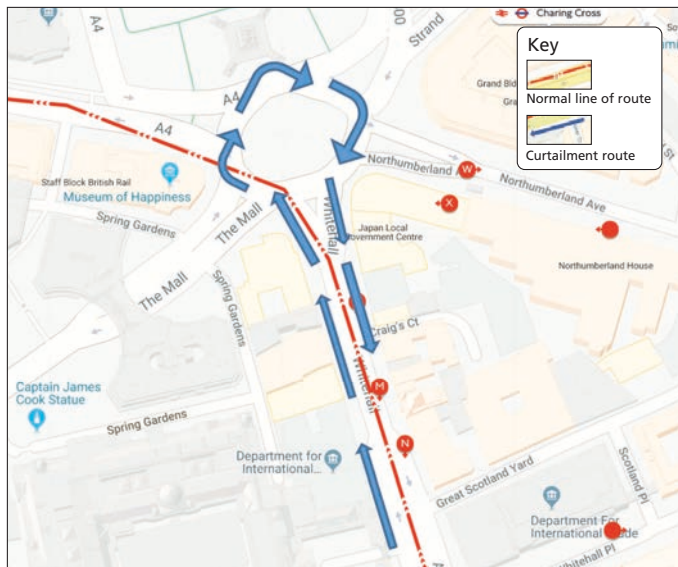 Charing Cross
Strand
Key
Normal line of route
Curtailment route
Grand Bld
A4
A4
Northumberland Ave
W
Staff Block British Rail
Museum of Happiness
X
Spring Gardens
The Mall
Whitehall
Japan Local
Government Centre
Northumberland House
The Mall
Spring Gardens
Craig's Ct
Whitehall
M
Captain James
Cook Statue
Spring Gardens
N
Department for
International...
Great Scotland Yard
Scotland Pl
Department For
International Trade
Whitehall Pl